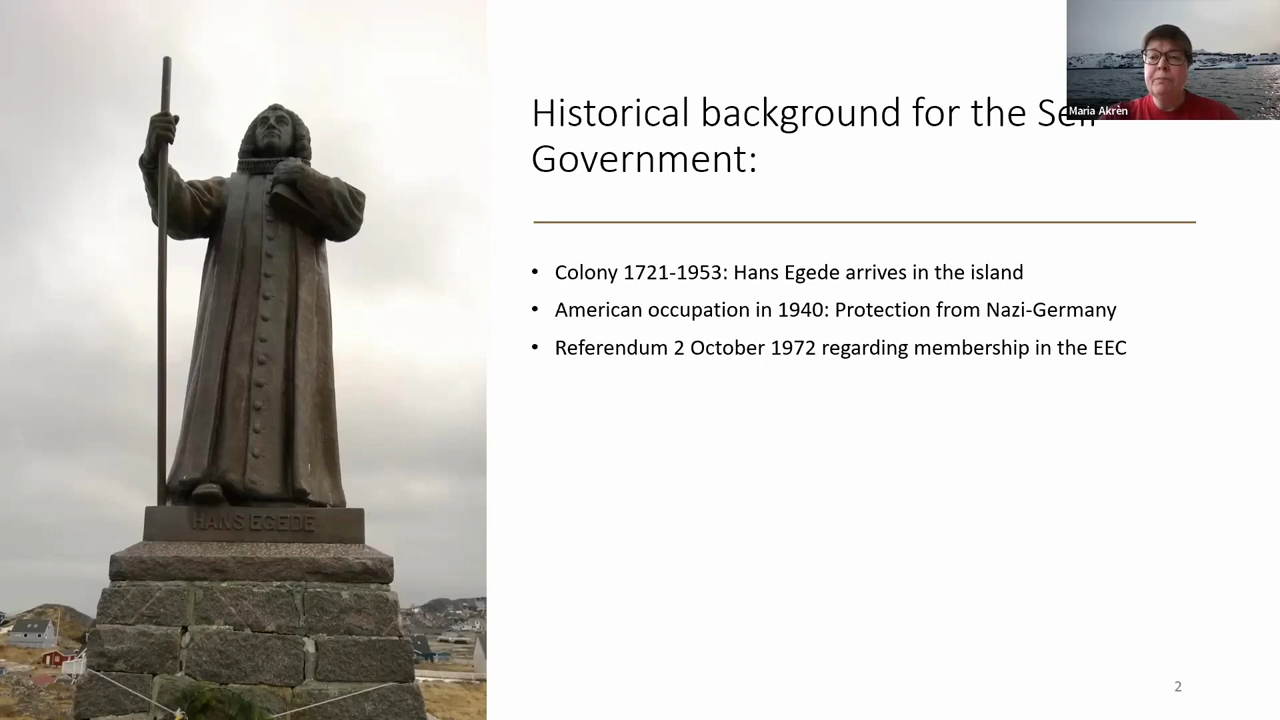 Historical background for the Self
Government:
Maria Akrèn
• Colony 1721-1953: Hans Egede arrives in the island
• American occupation in 1940: Protection from Nazi-Germany
• Referendum 2 October 1972 regarding membership in the EEC
HANS EGEDE
2